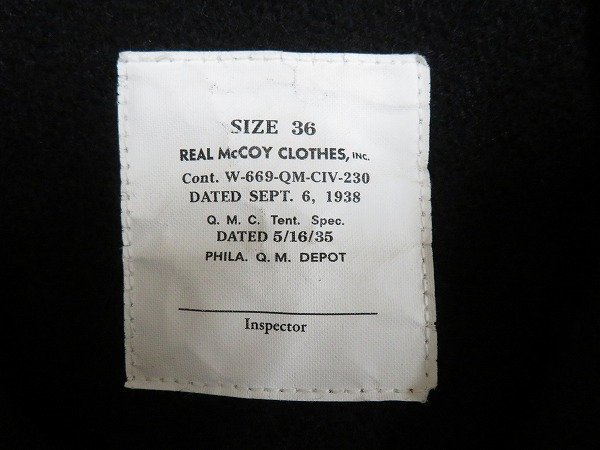 SIZE 36
REAL McCOY CLOTHES, INC.
Cont. W-669-QM-CIV-230
DATED SEPT. 6, 1938
Q. M. C. Tent. Spec.
DATED 5/16/35
PHILA. Q. M. DEPOT
Inspector